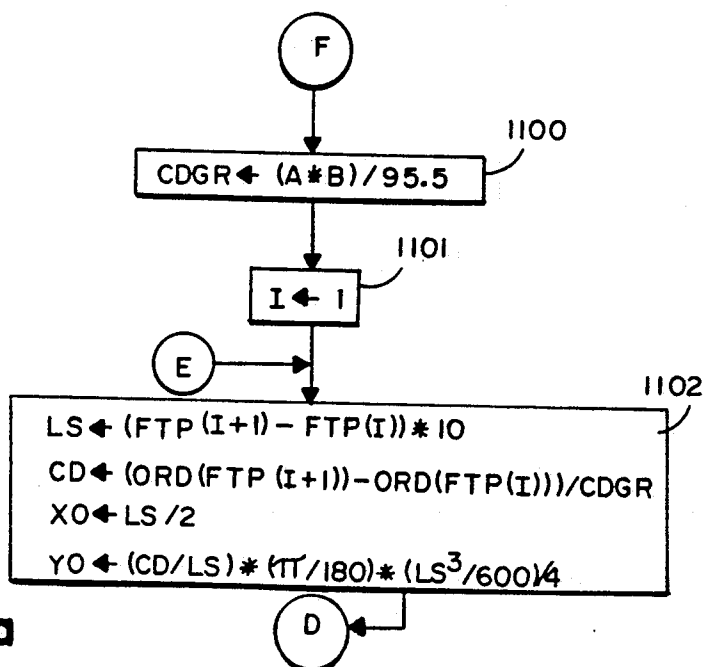 F
1100
CDGR ← (A*B)/95.5
1101
I ← 1
E
1102
LS ← (FTP(I+1) - FTP(I)) * 10
CD ← (ORD(FTP(I+1)) - ORD(FTP(I)))/CDGR
XO ← LS/2
YO ← (CD/LS) * (π/180) * (LS³/600)/4
D
a